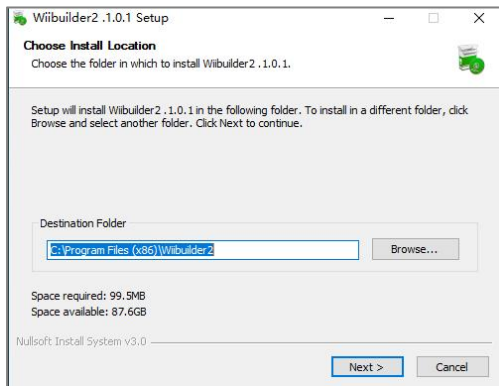 Wiibuilder2 .1.0.1 Setup
Choose Install Location
Choose the folder in which to install Wiibuilder2 .1.0.1.
Setup will install Wiibuilder2 .1.0.1 in the following folder. To install in a different folder, click
Browse and select another folder. Click Next to continue.
Destination Folder
C:\Program Files (x86)\Wiibuilder2
Browse...
Space required: 99.5MB
Space available: 87.6GB
Nullsoft Install System v3.0
Next >
Cancel